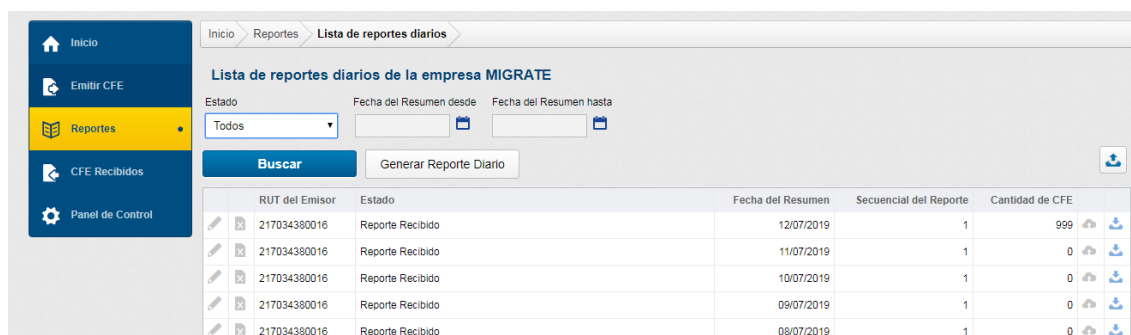 Inicio
Emitir CFE
Reportes
CFE Recibidos
Panel de Control
Inicio Reportes Lista de reportes diarios
Lista de reportes diarios de la empresa MIGRATE
Estado Fecha del Resumen desde Fecha del Resumen hasta
Todos
Buscar Generar Reporte Diario
RUT del Emisor Estado Fecha del Resumen Secuencial del Reporte Cantidad de CFE
217034380016 Reporte Recibido 12/07/2019 1 999
217034380016 Reporte Recibido 11/07/2019 1 0
217034380016 Reporte Recibido 10/07/2019 1 0
217034380016 Reporte Recibido 09/07/2019 1 0
217034380016 Reporte Recibido 08/07/2019 1 0